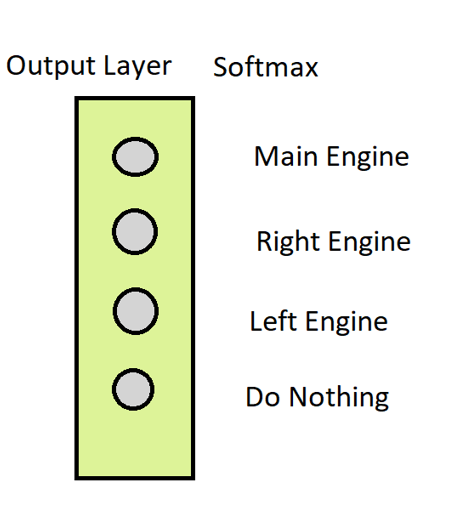 Output Layer Softmax
Main Engine
Right Engine
Left Engine
Do Nothing